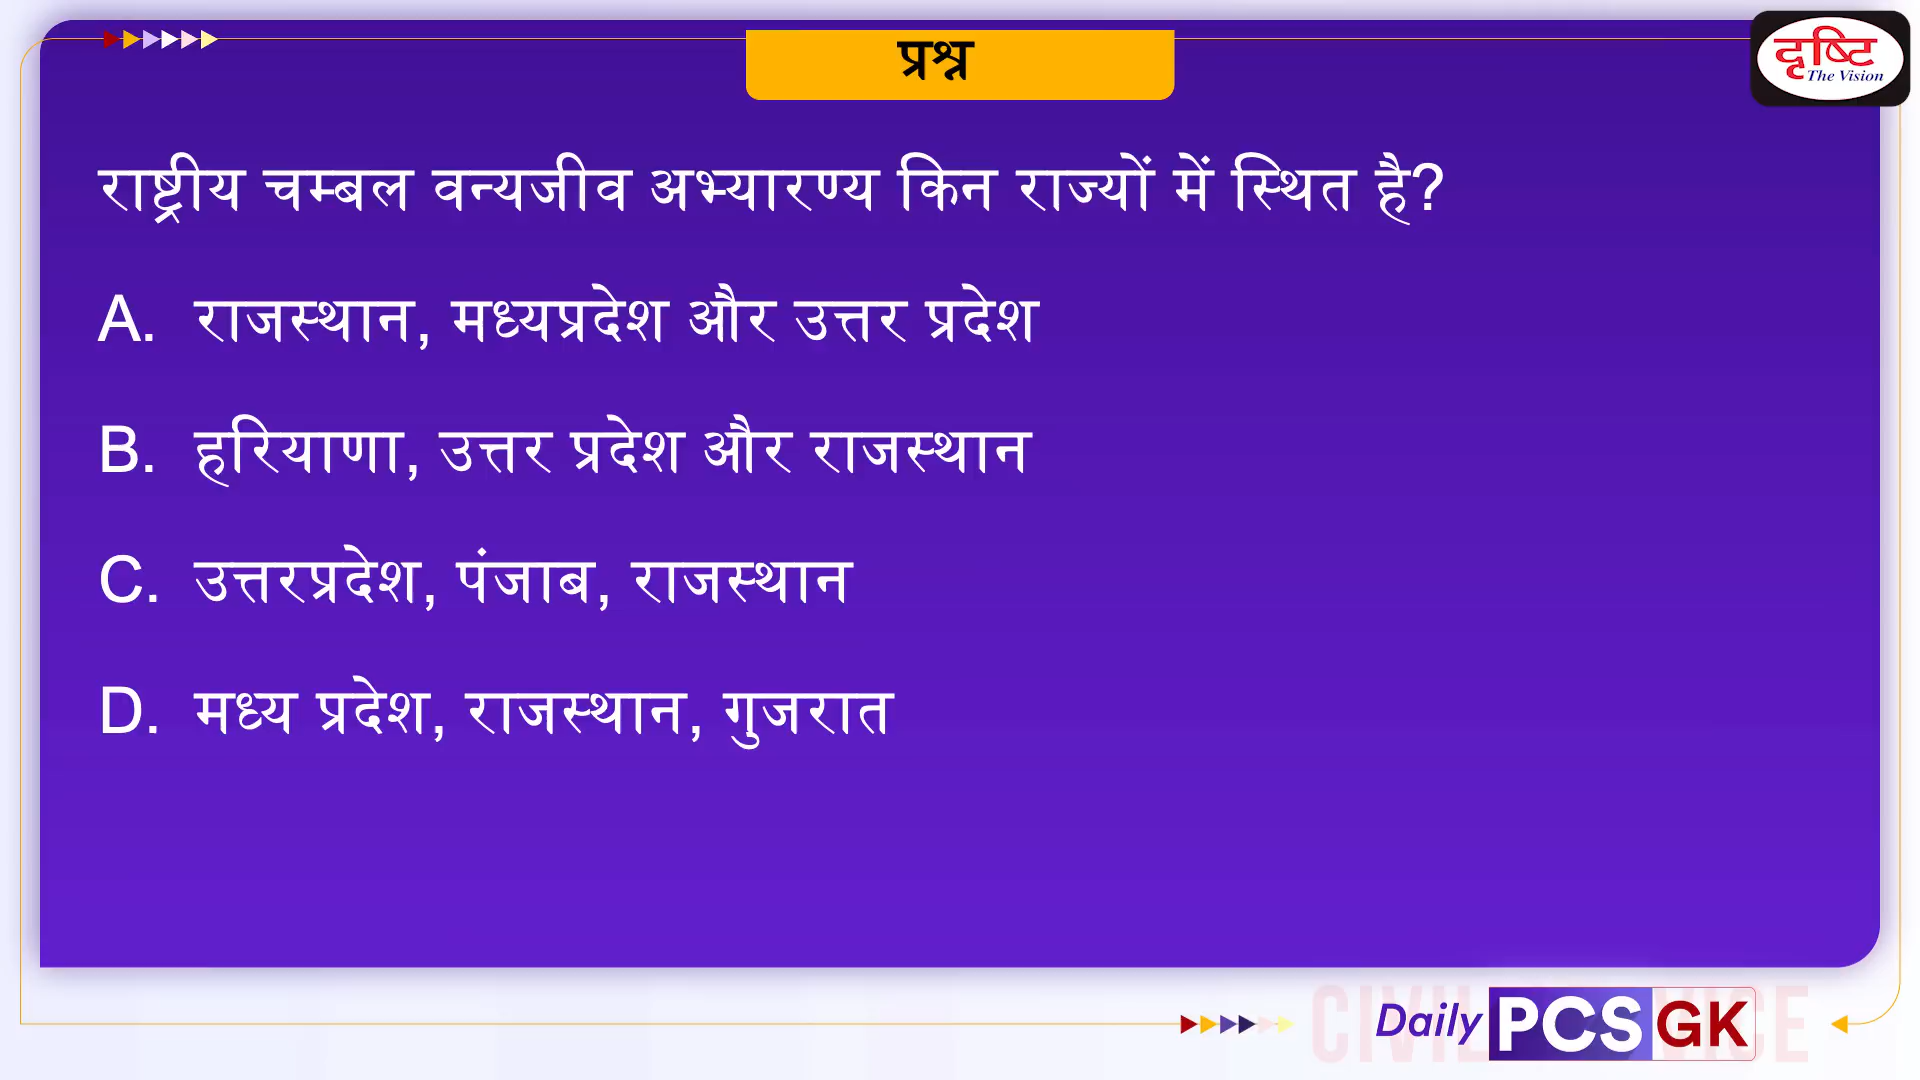 प्रश्न
दृष्टि
The Vision
राष्ट्रीय चम्बल वन्यजीव अभ्यारण्य किन राज्यों में स्थित है?
A. राजस्थान, मध्यप्रदेश और उत्तर प्रदेश
B. हरियाणा, उत्तर प्रदेश और राजस्थान
C. उत्तरप्रदेश, पंजाब, राजस्थान
D. मध्य प्रदेश, राजस्थान, गुजरात
Daily PCS GK